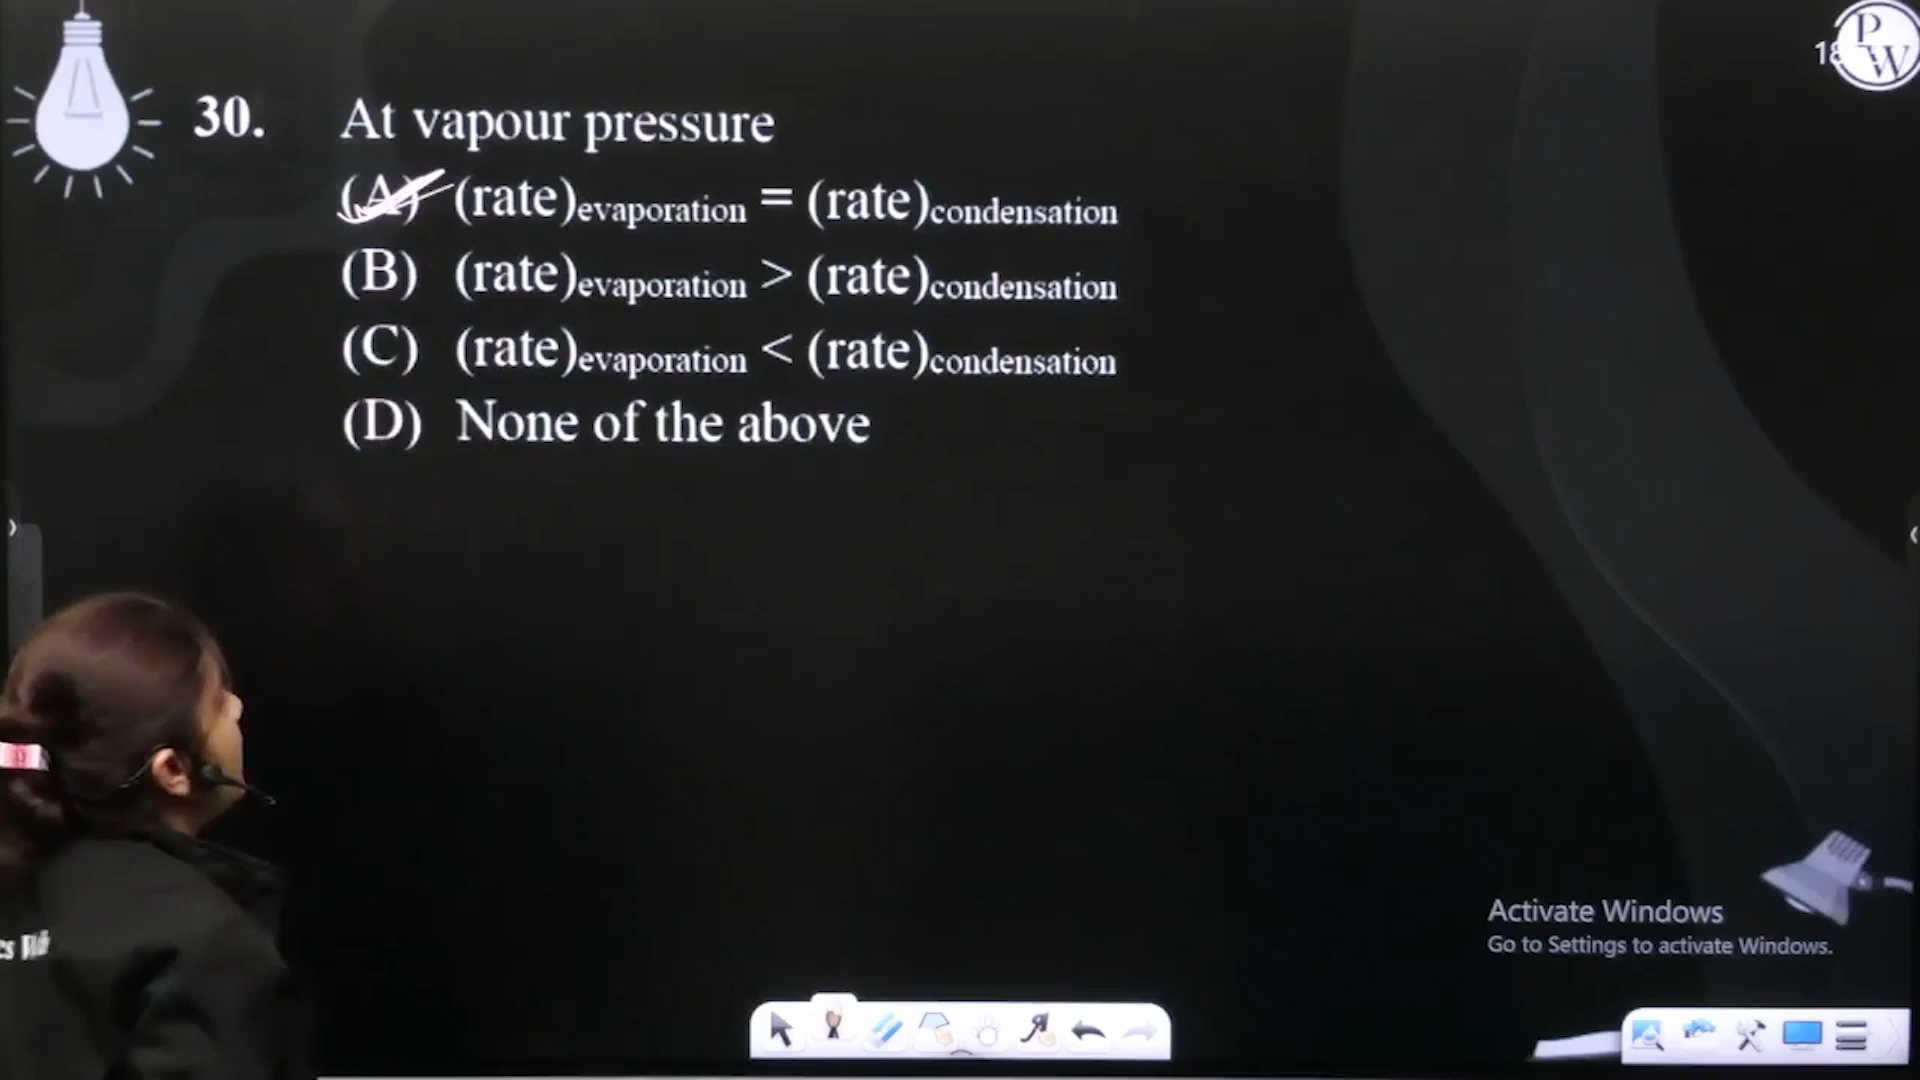 30. At vapour pressure
(A) (rate)evaporation = (rate)condensation
(B) (rate)evaporation > (rate)condensation
(C) (rate)evaporation < (rate)condensation
(D) None of the above
PW
Activate Windows
Go to Settings to activate Windows.